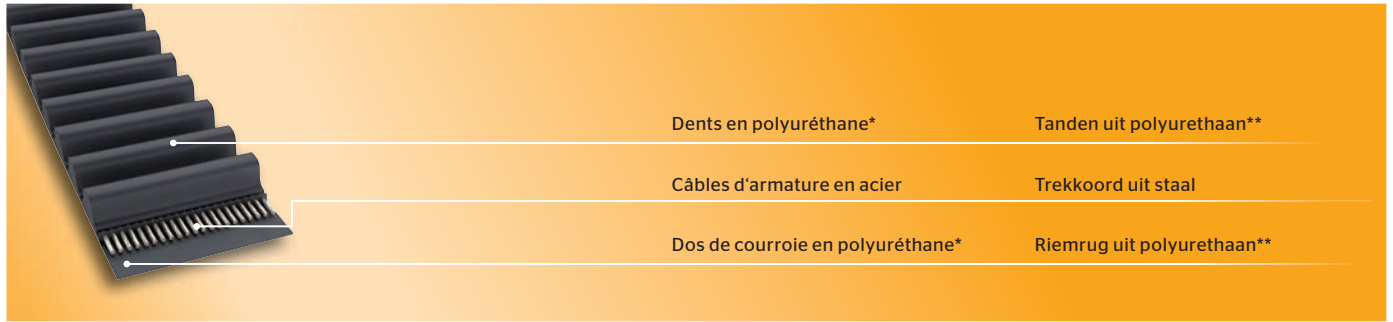 Dents en polyuréthane* Tanden uit polyurethaan**
Câbles d‘armature en acier Trekkoord uit staal
Dos de courroie en polyuréthane* Riemrug uit polyurethaan**